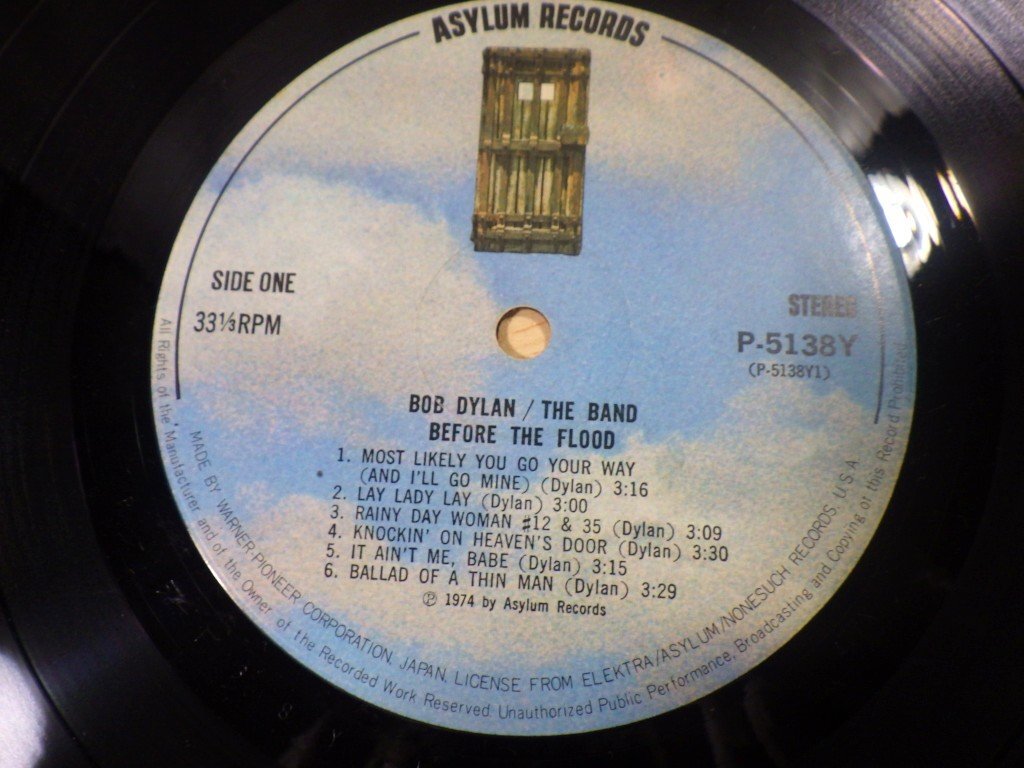 ASYLUM RECORDS
SIDE ONE
33⅓RPM
STEREO
P-5138Y
(P-5138Y1)
BOB DYLAN / THE BAND
BEFORE THE FLOOD
1. MOST LIKELY YOU GO YOUR WAY
(AND I'LL GO MINE) (Dylan) 3:16
2. LAY LADY LAY (Dylan) 3:00
3. RAINY DAY WOMAN #12 & 35 (Dylan) 3:09
4. KNOCKIN' ON HEAVEN'S DOOR (Dylan) 3:30
5. IT AIN'T ME, BABE (Dylan) 3:15
6. BALLAD OF A THIN MAN (Dylan) 3:29
℗ 1974 by Asylum Records
MADE BY WARNER-PIONEER CORPORATION, JAPAN, LICENSE FROM ELEKTRA/ASYLUM/NONESUCH RECORDS, U.S.A.
All Rights of the Manufacturer and of the Owner of the Recorded Work Reserved. Unauthorized Public Performance, Broadcasting and Copying of this Record Prohibited
8